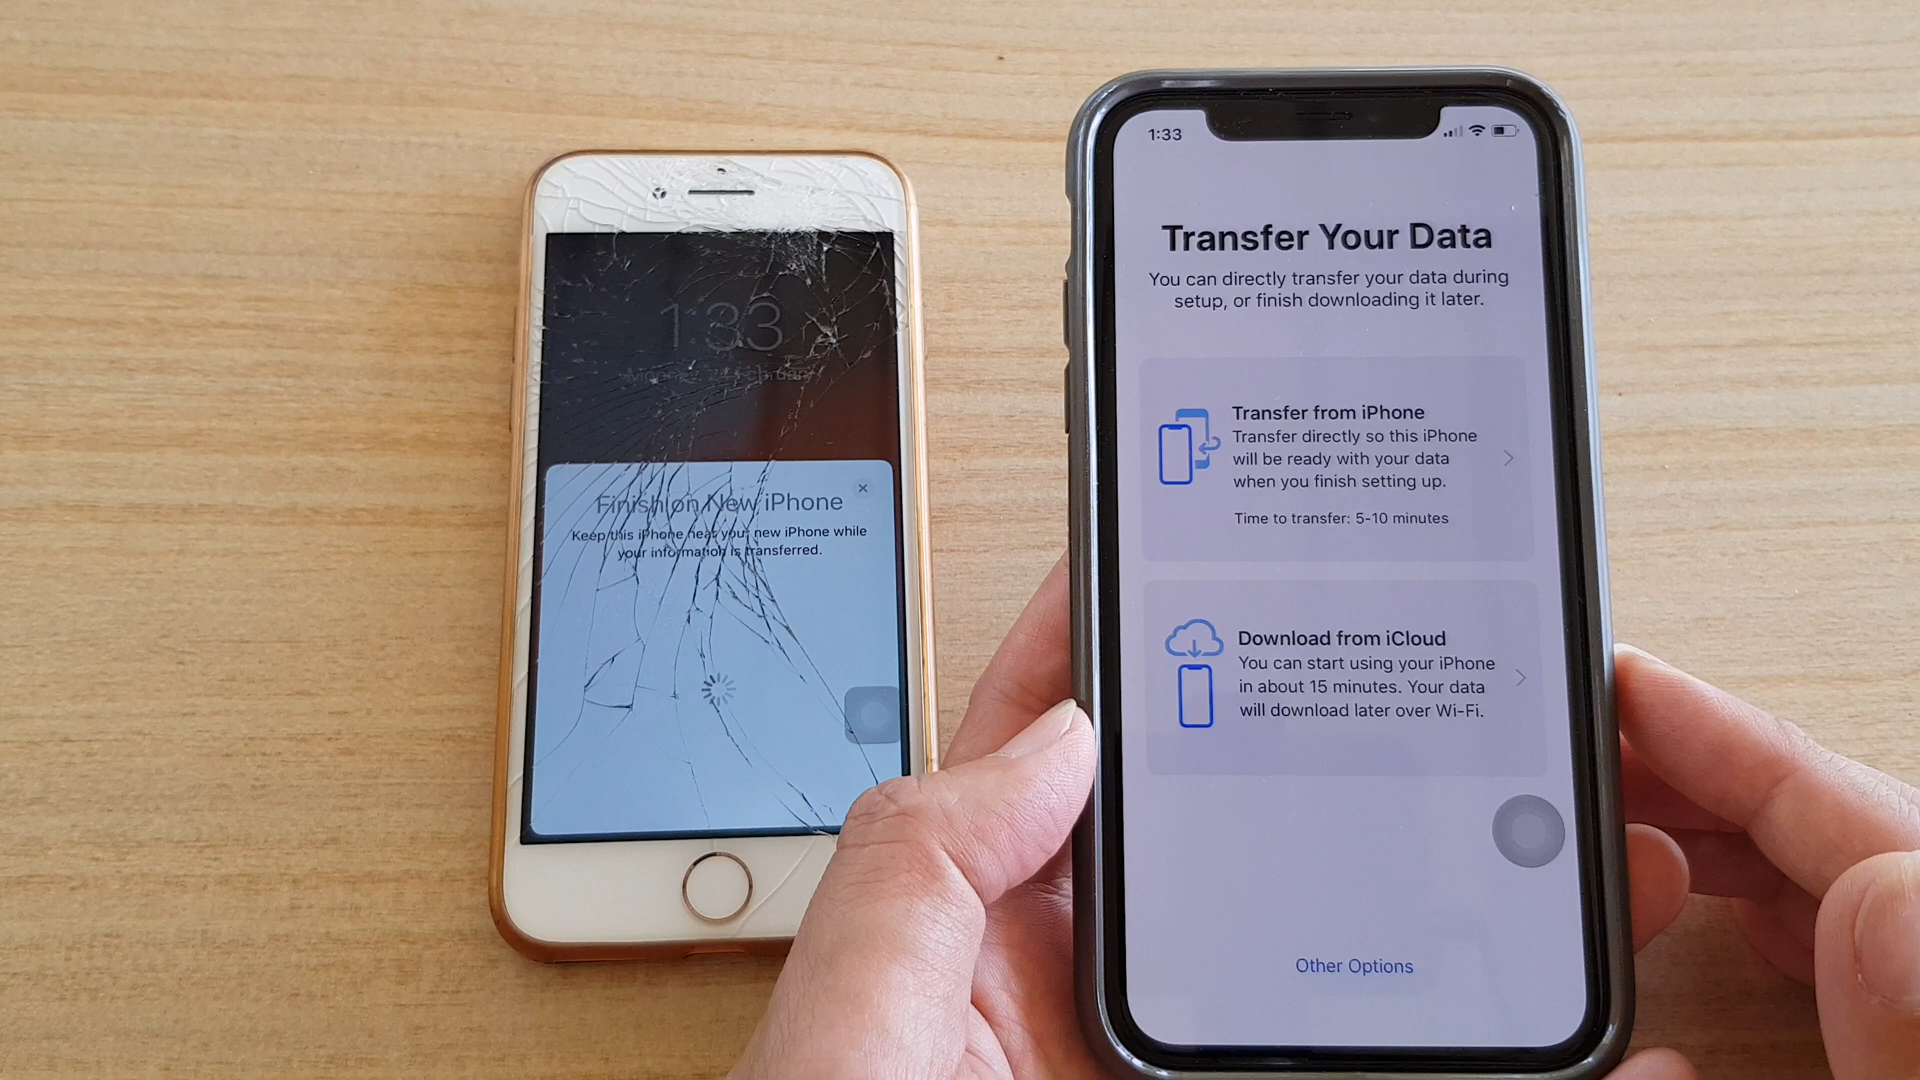 1:33
Finish on New iPhone
Keep this iPhone near your new iPhone while
your information is transferred.
1:33
Transfer Your Data
You can directly transfer your data during
setup, or finish downloading it later.
Transfer from iPhone
Transfer directly so this iPhone
will be ready with your data
when you finish setting up.
Time to transfer: 5-10 minutes
Download from iCloud
You can start using your iPhone
in about 15 minutes. Your data
will download later over Wi-Fi.
Other Options